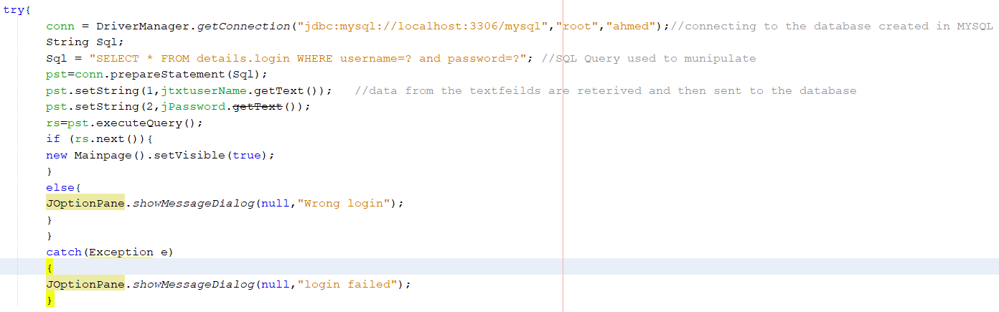 try{
conn = DriverManager.getConnection("jdbc:mysql://localhost:3306/mysql","root","ahmed");//connecting to the database created in MYSQL
String Sql;
Sql = "SELECT * FROM details.login WHERE username=? and password=?"; //SQL Query used to munipulate
pst=conn.prepareStatement(Sql);
pst.setString(1,jtxtuserName.getText());   //data from the textfeilds are reterived and then sent to the database
pst.setString(2,jPassword.getText());
rs=pst.executeQuery();
if (rs.next()){
new Mainpage().setVisible(true);
}
else{
JOptionPane.showMessageDialog(null,"Wrong login");
}
}
catch(Exception e)
{
JOptionPane.showMessageDialog(null,"login failed");
}